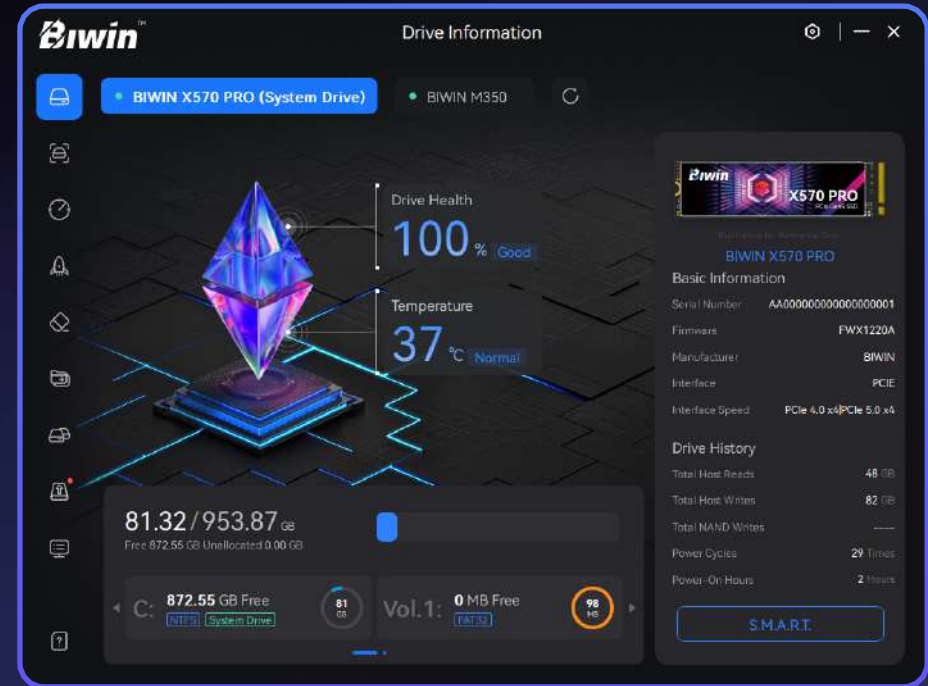 Biwin™
Drive Information
BIWIN X570 PRO (System Drive)
BIWIN M350
Drive Health
100 % Good
Temperature
37 °C Normal
81.32/953.87 GB
Free 872.55 GB Unallocated 0.00 GB
C: 872.55 GB Free
NTFS System Drive
81
GB
Vol.1: 0 MB Free
FAT32
98
MB
Biwin
X570 PRO
BIWIN X570 PRO
Basic Information
Serial Number AA000000000000000001
Firmware FWX1220A
Manufacturer BIWIN
Interface PCIE
Interface Speed PCIe 4.0 x4|PCIe 5.0 x4
Drive History
Total Host Reads 48 GB
Total Host Writes 82 GB
Total NAND Writes ----
Power Cycles 29 Times
Power-On Hours 2 Hours
S.M.A.R.T.